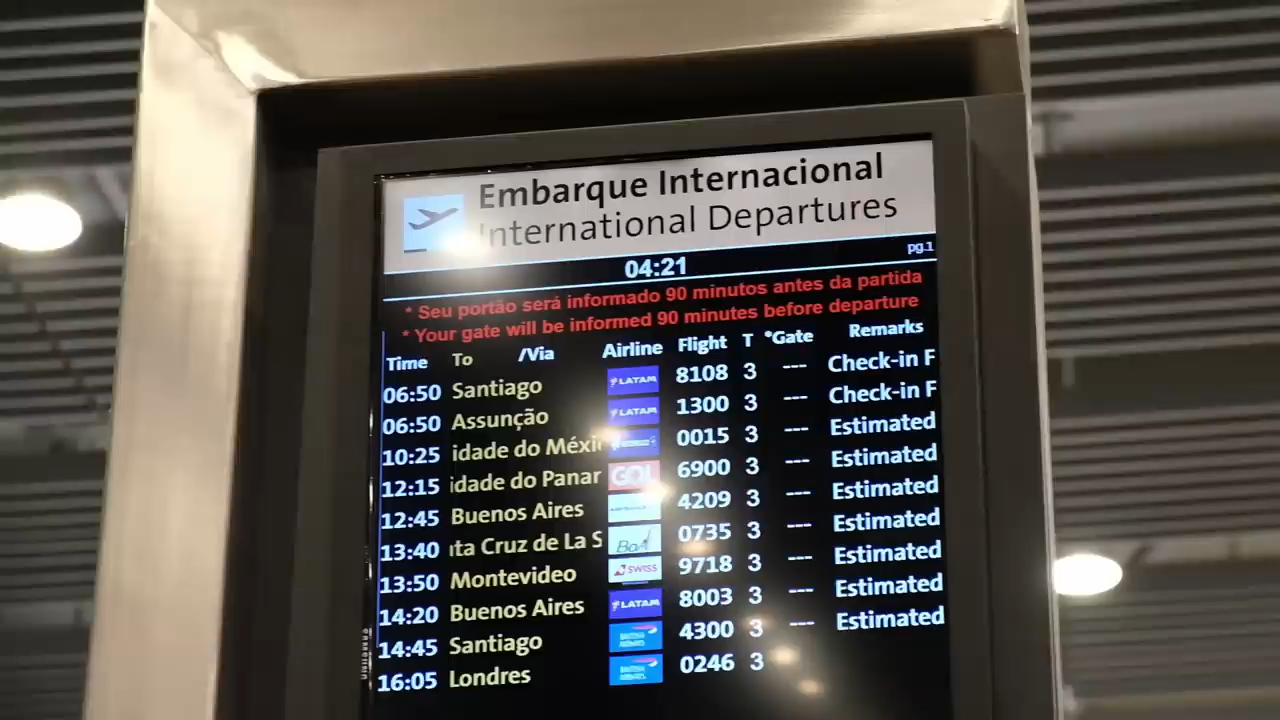 Embarque Internacional
International Departures
04:21 pg.1
* Seu portão será informado 90 minutos antes da partida
* Your gate will be informed 90 minutes before departure
Time To /Via Airline Flight T *Gate Remarks
06:50 Santiago LATAM 8108 3 --- Check-in F
06:50 Assunção LATAM 1300 3 --- Check-in F
10:25 idade do Méxi 0015 3 --- Estimated
12:15 idade do Panar GOL 6900 3 --- Estimated
12:45 Buenos Aires 4209 3 --- Estimated
13:40 ta Cruz de La S BoA 0735 3 --- Estimated
13:50 Montevideo SWISS 9718 3 --- Estimated
14:20 Buenos Aires LATAM 8003 3 --- Estimated
14:45 Santiago BRITISH AIRWAYS 4300 3 --- Estimated
16:05 Londres BRITISH AIRWAYS 0246 3